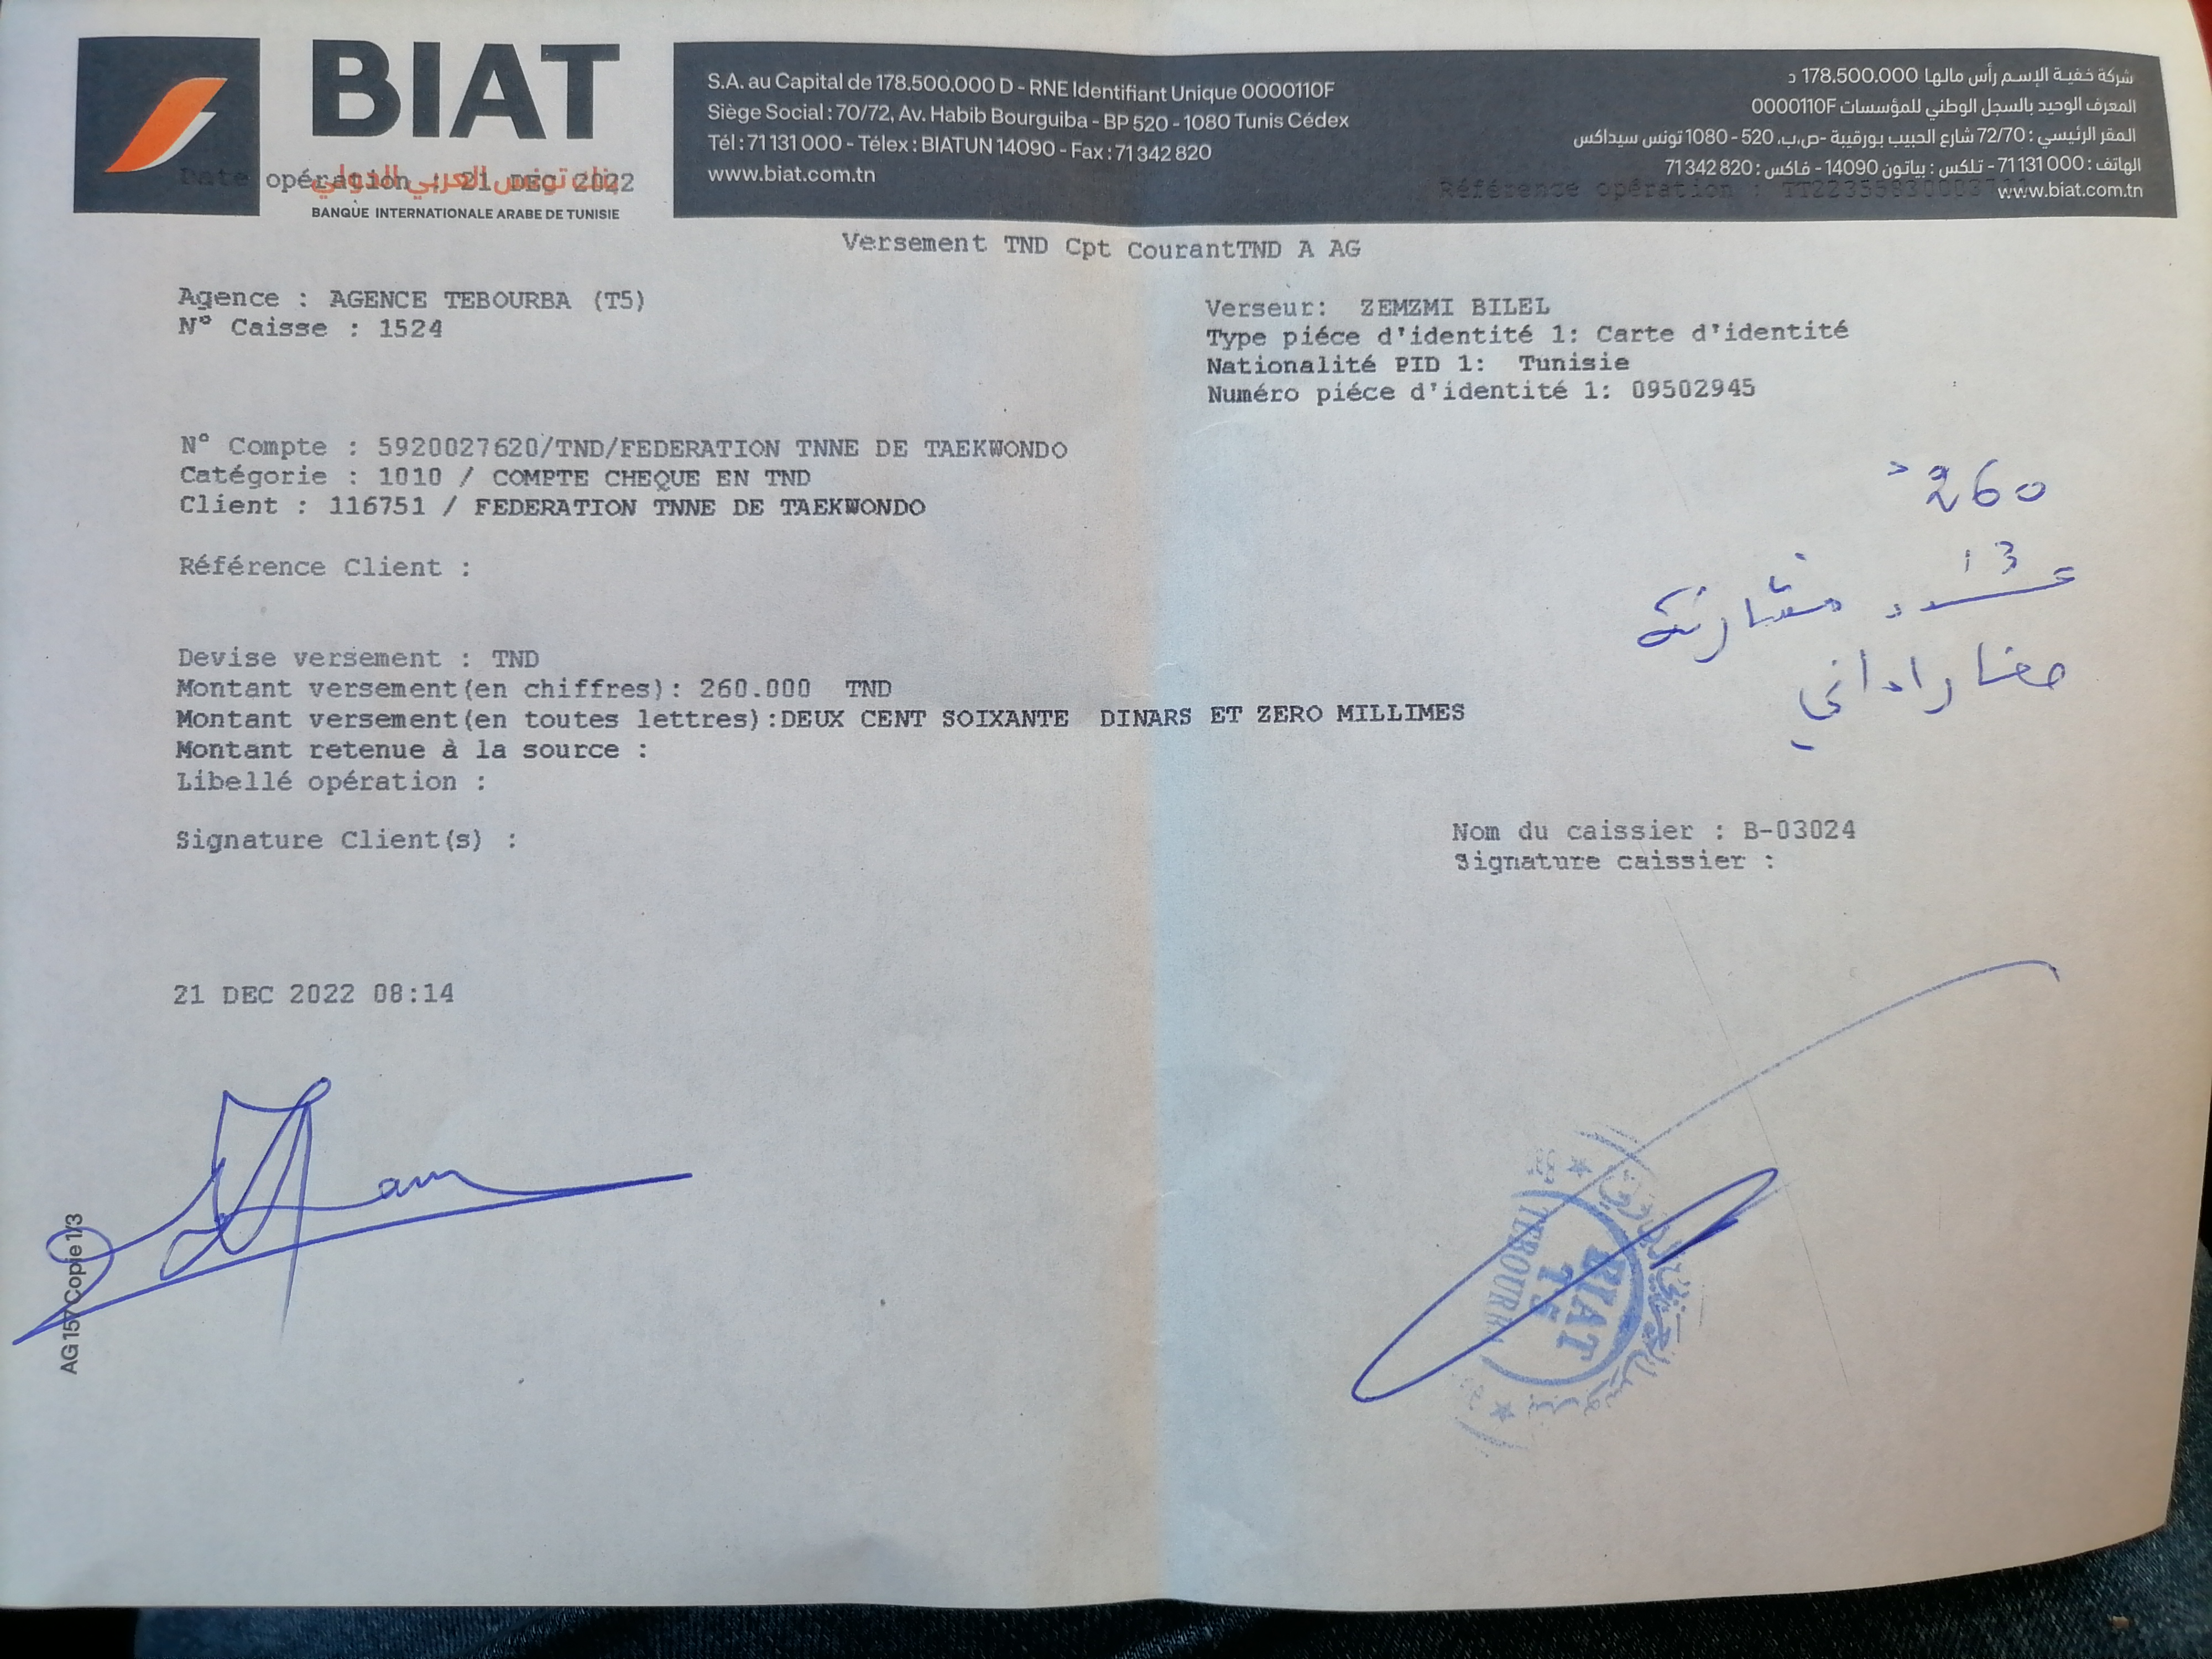 BIAT
بنك تونس العربي الدولي
BANQUE INTERNATIONALE ARABE DE TUNISIE
S.A. au Capital de 178.500.000 D - RNE Identifiant Unique 0000110F
Siège Social : 70/72, Av. Habib Bourguiba - BP 520 - 1080 Tunis Cédex
Tél : 71 131 000 - Télex : BIATUN 14090 - Fax : 71 342 820
www.biat.com.tn
شركة خفية الإسم رأس مالها 178.500.000 د
المعرف الوحيد بالسجل الوطني للمؤسسات 0000110F
المقر الرئيسي : 72/70 شارع الحبيب بورقيبة -ص.ب. 520 - 1080 تونس سيداكس
الهاتف : 71131 000 - تلكس : بياتون 14090 - فاكس : 71 342 820
www.biat.com.tn
Date opération : 21 DEC 2022
Référence opération :
Versement TND Cpt CourantTND A AG
Agence : AGENCE TEBOURBA (T5)
N° Caisse : 1524
Verseur: ZEMZMI BILEL
Type piéce d'identité 1: Carte d'identité
Nationalité PID 1: Tunisie
Numéro piéce d'identité 1: 09502945
N° Compte : 5920027620/TND/FEDERATION TNNE DE TAEKWONDO
Catégorie : 1010 / COMPTE CHEQUE EN TND
Client : 116751 / FEDERATION TNNE DE TAEKWONDO
Référence Client :
260
13
عدد مشاركة
Devise versement : TND
Montant versement(en chiffres): 260.000 TND
Montant versement(en toutes lettres):DEUX CENT SOIXANTE DINARS ET ZERO MILLIMES
Montant retenue à la source :
Libellé opération :
Signature Client(s) :
Nom du caissier : B-03024
Signature caissier :
21 DEC 2022 08:14
AG 157 Copie 1/3
BIAT
T5